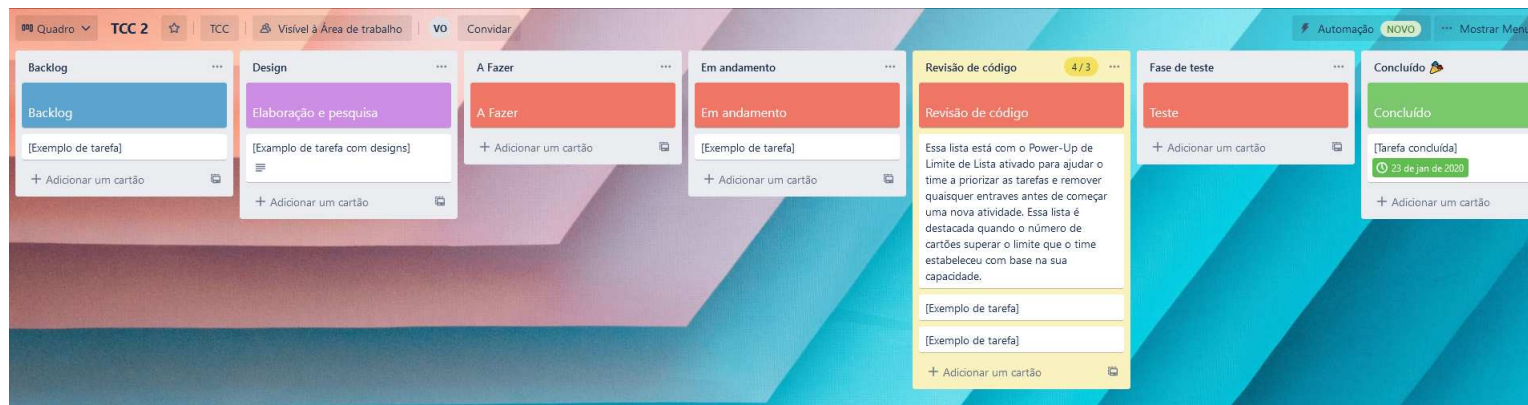 Quadro TCC 2 TCC Visível à Área de trabalho VO Convidar Automação NOVO ... Mostrar Menu
Backlog ...
Backlog
[Exemplo de tarefa]
+ Adicionar um cartão
Design ...
Elaboração e pesquisa
[Examplo de tarefa com designs]
+ Adicionar um cartão
A Fazer ...
A Fazer
+ Adicionar um cartão
Em andamento ...
Em andamento
[Exemplo de tarefa]
+ Adicionar um cartão
Revisão de código 4/3 ...
Revisão de código
Essa lista está com o Power-Up de
Limite de Lista ativado para ajudar o
time a priorizar as tarefas e remover
quaisquer entraves antes de começar
uma nova atividade. Essa lista é
destacada quando o número de
cartões superar o limite que o time
estabeleceu com base na sua
capacidade.
[Exemplo de tarefa]
[Exemplo de tarefa]
+ Adicionar um cartão
Fase de teste ...
Teste
+ Adicionar um cartão
Concluído
Concluído
[Tarefa concluída]
23 de jan de 2020
+ Adicionar um cartão